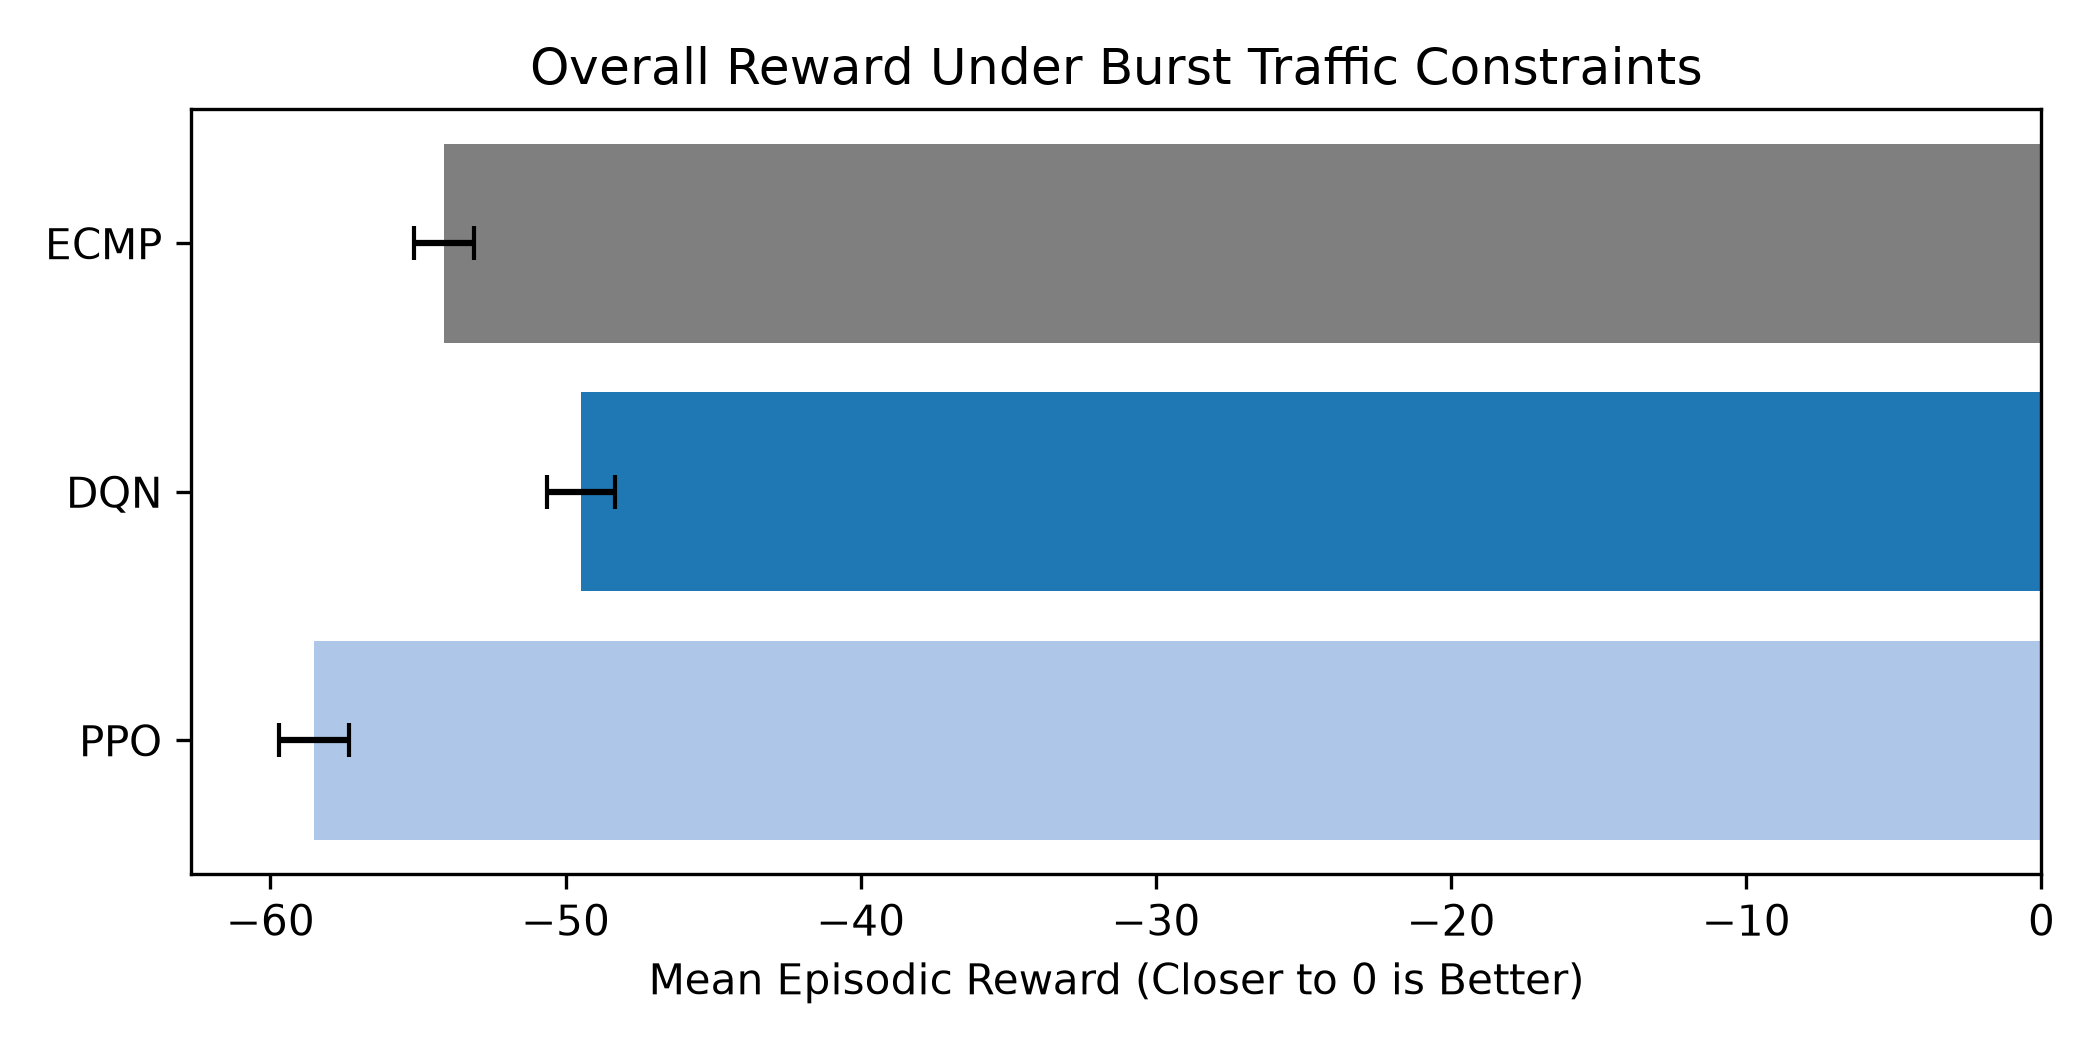 Overall Reward Under Burst Traffic Constraints
ECMP
DQN
PPO
−60 −50 −40 −30 −20 −10 0
Mean Episodic Reward (Closer to 0 is Better)